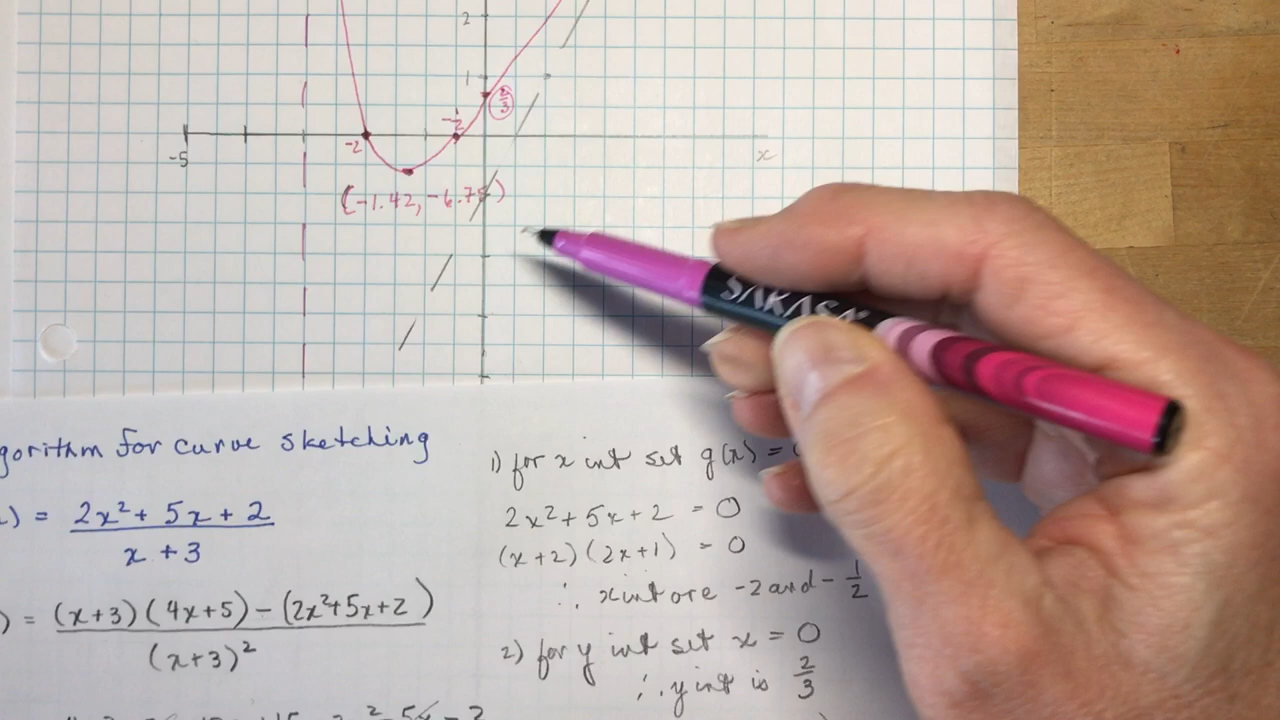 2
1
2/3
-1/2
-2
-5
x
(-1.42, -6.75)
SAKURA
gorithm for curve sketching
) = 2x² + 5x + 2
x + 3
) = (x+3)(4x+5) - (2x²+5x+2)
(x+3)²
1) for x int set g(x) =
2x² + 5x + 2 = 0
(x+2)(2x+1) = 0
∴ x int are -2 and -1/2
2) for y int set x = 0
∴ y int is 2/3